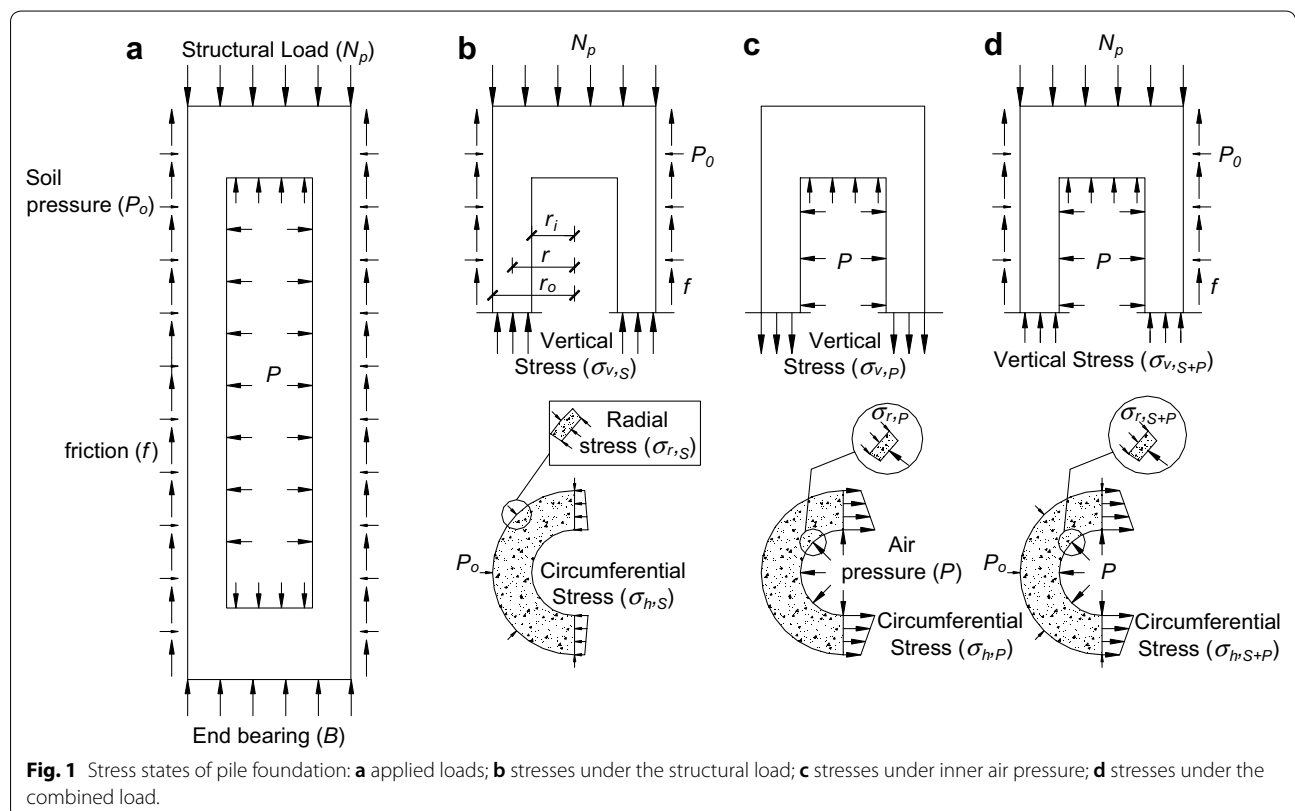 a
Structural Load (Np)
Soil
pressure (Po)
P
friction (f)
End bearing (B)
b
Np
P0
ri
r
ro
f
Vertical
Stress (σv,S)
Radial
stress (σr,S)
Po
Circumferential
Stress (σh,S)
c
P
Vertical
Stress (σv,P)
σr,P
Air
pressure (P)
Circumferential
Stress (σh,P)
d
Np
P0
P
f
Vertical Stress (σv,S+P)
σr,S+P
Po
P
Circumferential
Stress (σh,S+P)
Fig. 1 Stress states of pile foundation: a applied loads; b stresses under the structural load; c stresses under inner air pressure; d stresses under the
combined load.